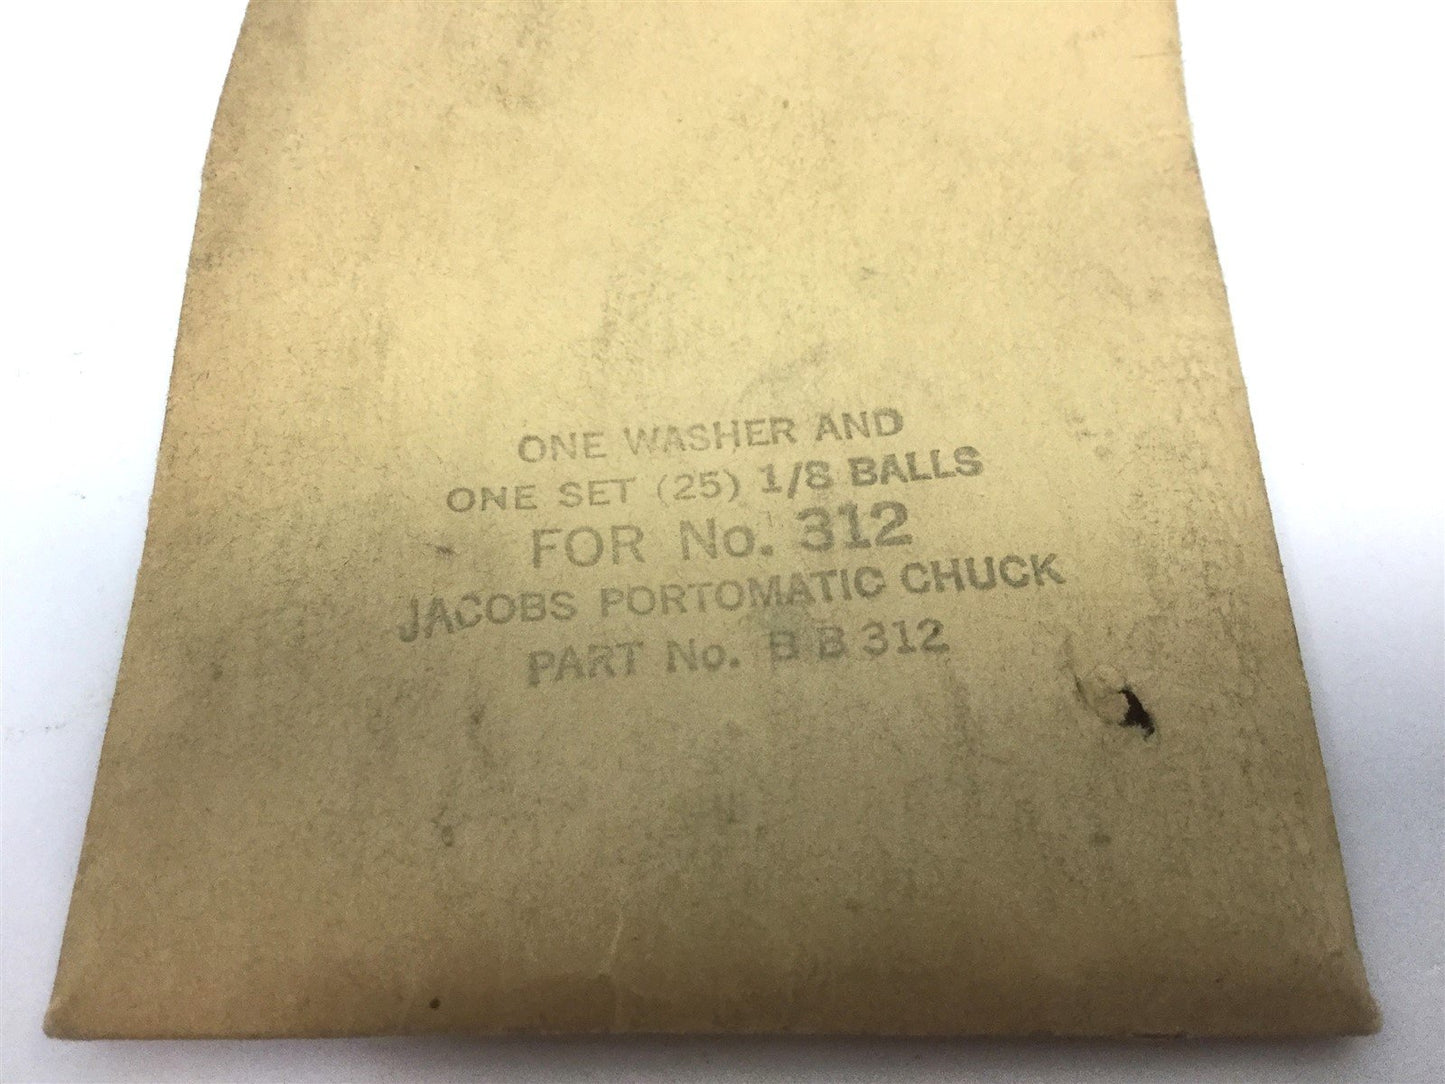 ONE WASHER AND
ONE SET (25) 1/8 BALLS
FOR No. 312
JACOBS PORTOMATIC CHUCK
PART No. B B 312